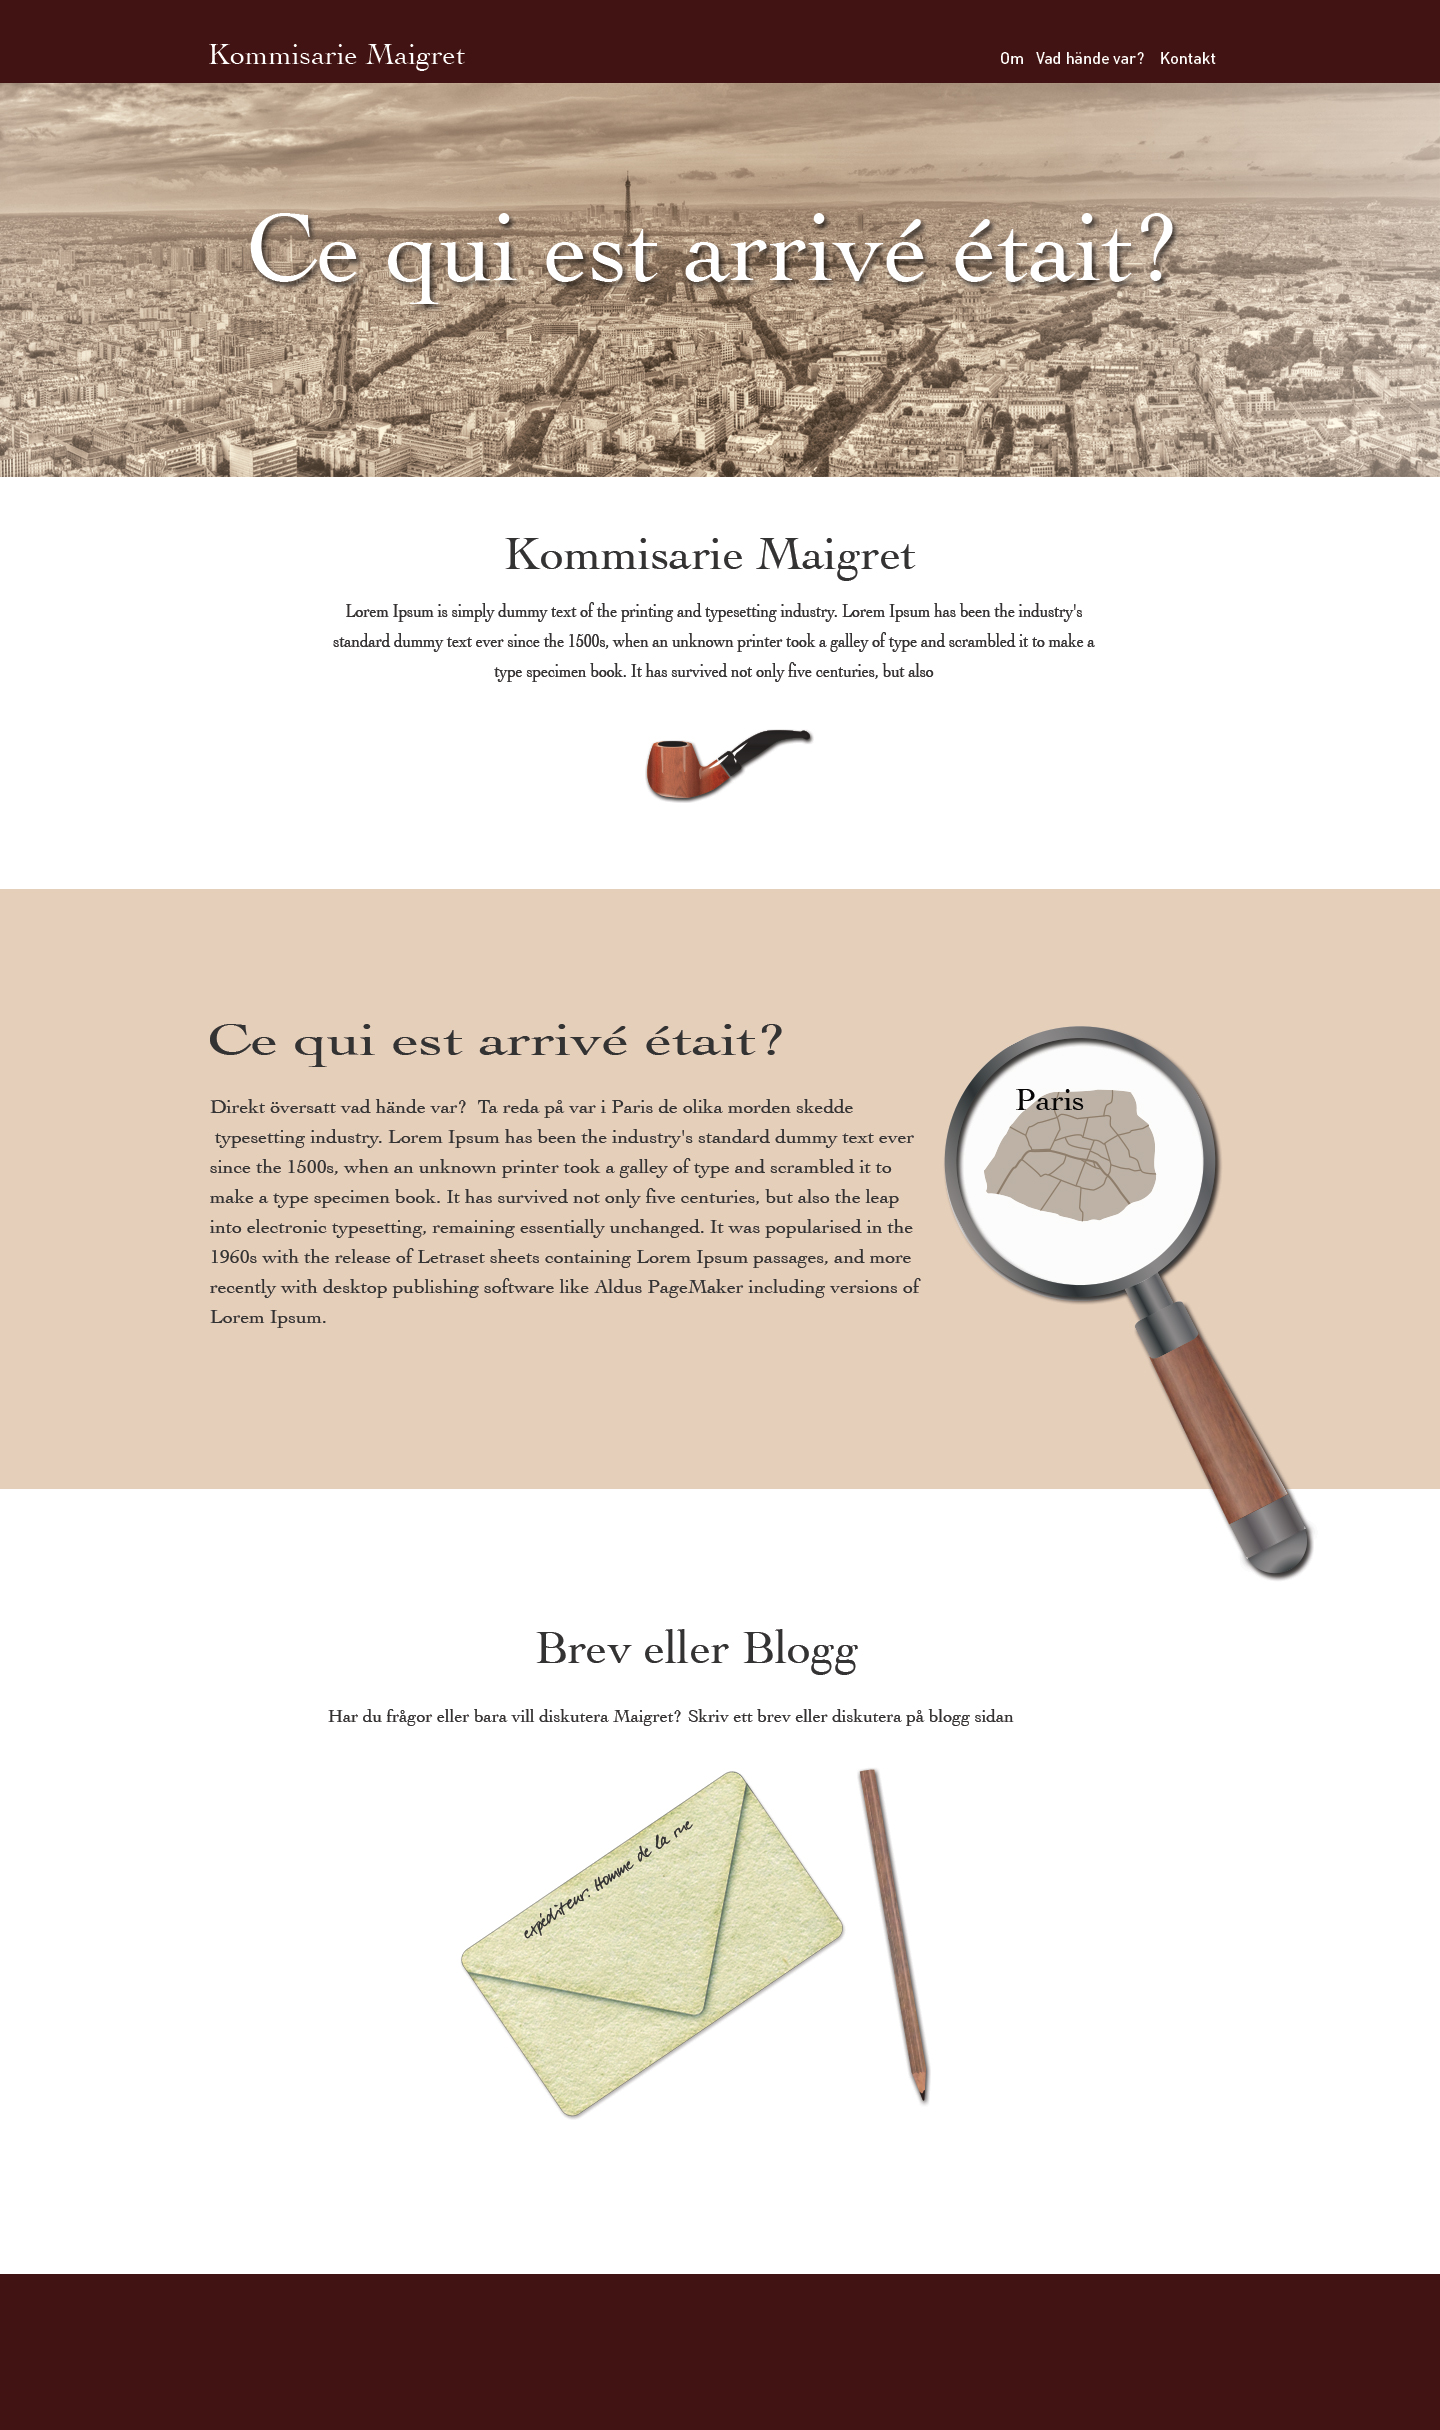 Kommisarie Maigret
Om Vad hände var? Kontakt
Ce qui est arrivé était?
Kommisarie Maigret
Lorem Ipsum is simply dummy text of the printing and typesetting industry. Lorem Ipsum has been the industry's
standard dummy text ever since the 1500s, when an unknown printer took a galley of type and scrambled it to make a
type specimen book. It has survived not only five centuries, but also
Ce qui est arrivé était?
Direkt översatt vad hände var? Ta reda på var i Paris de olika morden skedde
typesetting industry. Lorem Ipsum has been the industry's standard dummy text ever
since the 1500s, when an unknown printer took a galley of type and scrambled it to
make a type specimen book. It has survived not only five centuries, but also the leap
into electronic typesetting, remaining essentially unchanged. It was popularised in the
1960s with the release of Letraset sheets containing Lorem Ipsum passages, and more
recently with desktop publishing software like Aldus PageMaker including versions of
Lorem Ipsum.
Paris
Brev eller Blogg
Har du frågor eller bara vill diskutera Maigret? Skriv ett brev eller diskutera på blogg sidan
expéditeur: Homme de la rue